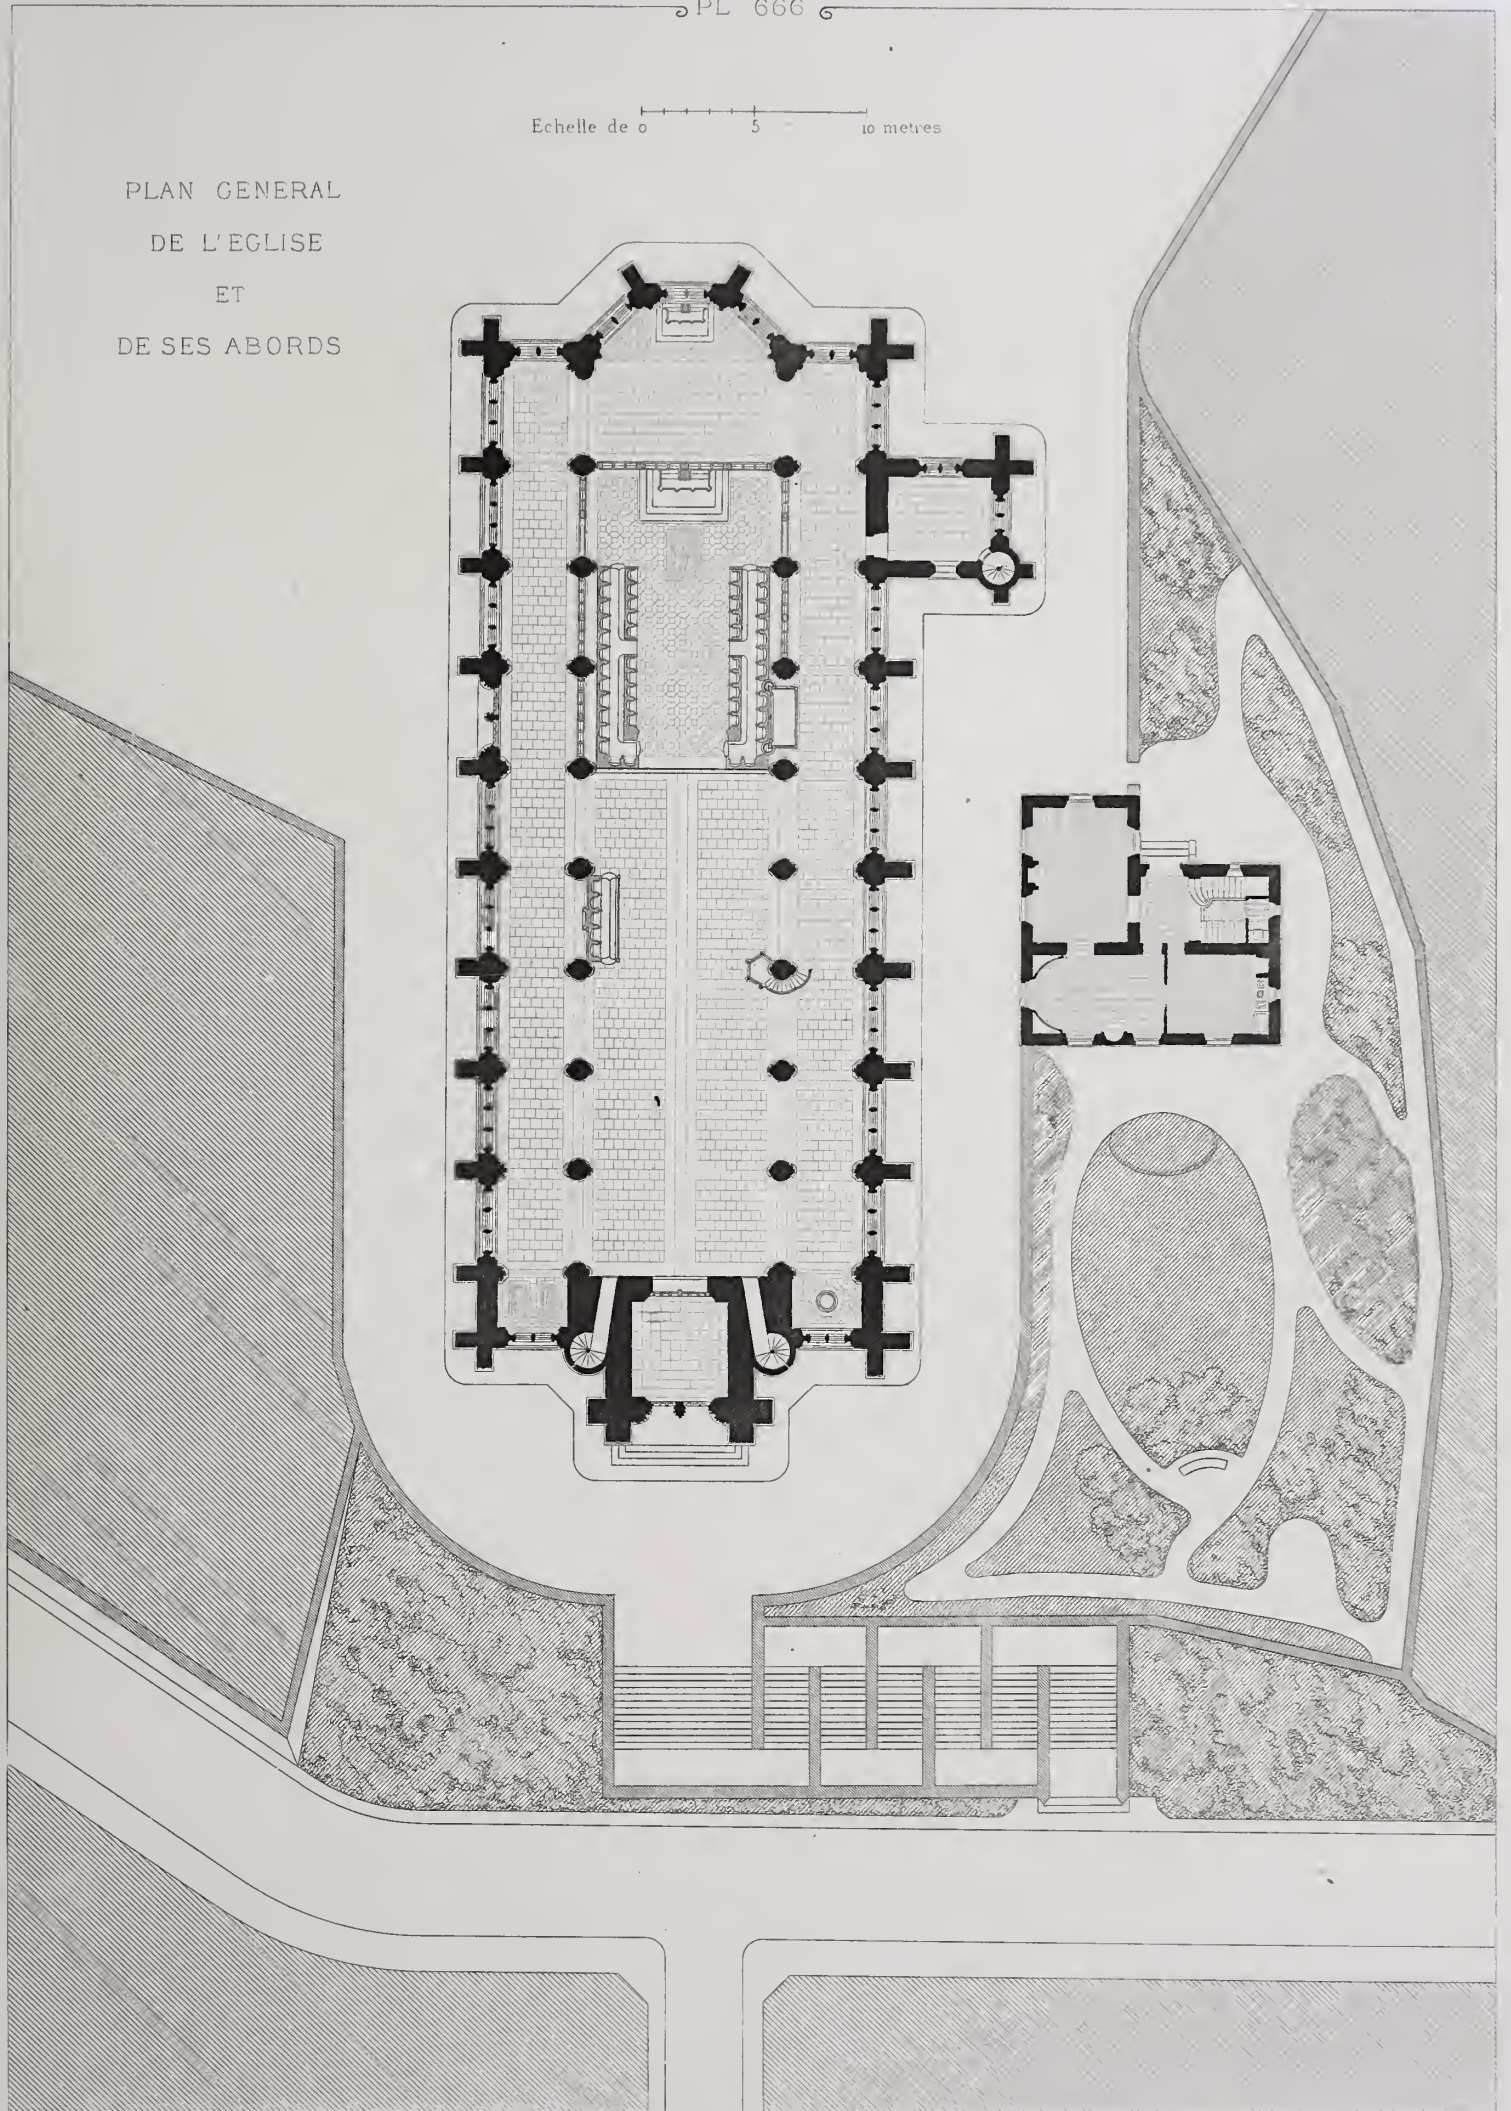 PL 666
Echelle de 0 5 10 metres
PLAN GENERAL
DE L'EGLISE
ET
DE SES ABORDS